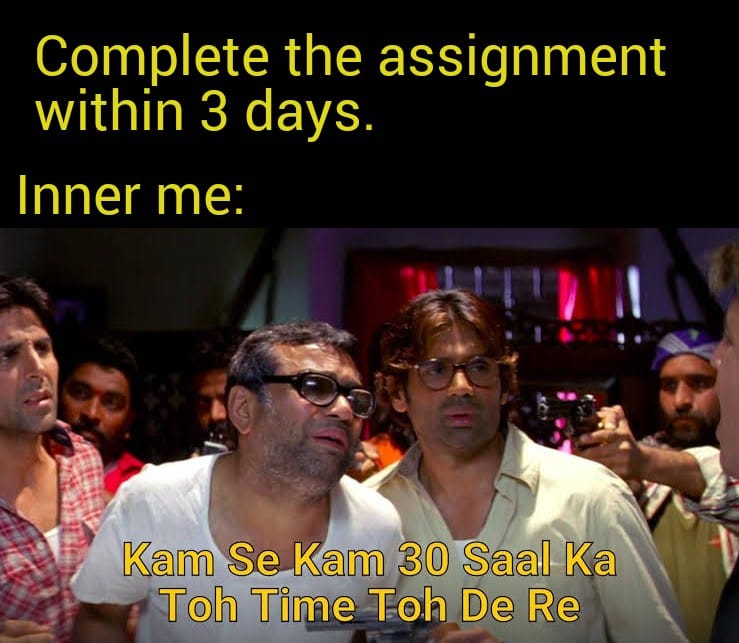 Complete the assignment
within 3 days.
Inner me:
Kam Se Kam 30 Saal Ka
Toh Time Toh De Re